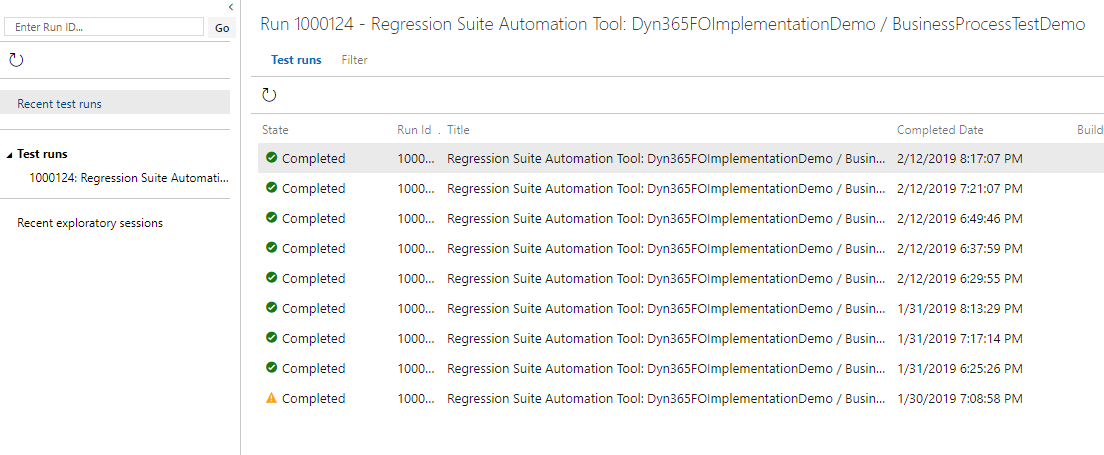 Enter Run ID...
Go
Recent test runs
Test runs
1000124: Regression Suite Automati...
Recent exploratory sessions
Run 1000124 - Regression Suite Automation Tool: Dyn365FOImplementationDemo / BusinessProcessTestDemo
Test runs Filter
State Run Id . Title Completed Date Build
Completed 1000... Regression Suite Automation Tool: Dyn365FOImplementationDemo / Busin... 2/12/2019 8:17:07 PM
Completed 1000... Regression Suite Automation Tool: Dyn365FOImplementationDemo / Busin... 2/12/2019 7:21:07 PM
Completed 1000... Regression Suite Automation Tool: Dyn365FOImplementationDemo / Busin... 2/12/2019 6:49:46 PM
Completed 1000... Regression Suite Automation Tool: Dyn365FOImplementationDemo / Busin... 2/12/2019 6:37:59 PM
Completed 1000... Regression Suite Automation Tool: Dyn365FOImplementationDemo / Busin... 2/12/2019 6:29:55 PM
Completed 1000... Regression Suite Automation Tool: Dyn365FOImplementationDemo / Busin... 1/31/2019 8:13:29 PM
Completed 1000... Regression Suite Automation Tool: Dyn365FOImplementationDemo / Busin... 1/31/2019 7:17:14 PM
Completed 1000... Regression Suite Automation Tool: Dyn365FOImplementationDemo / Busin... 1/31/2019 6:25:26 PM
Completed 1000... Regression Suite Automation Tool: Dyn365FOImplementationDemo / Busin... 1/30/2019 7:08:58 PM